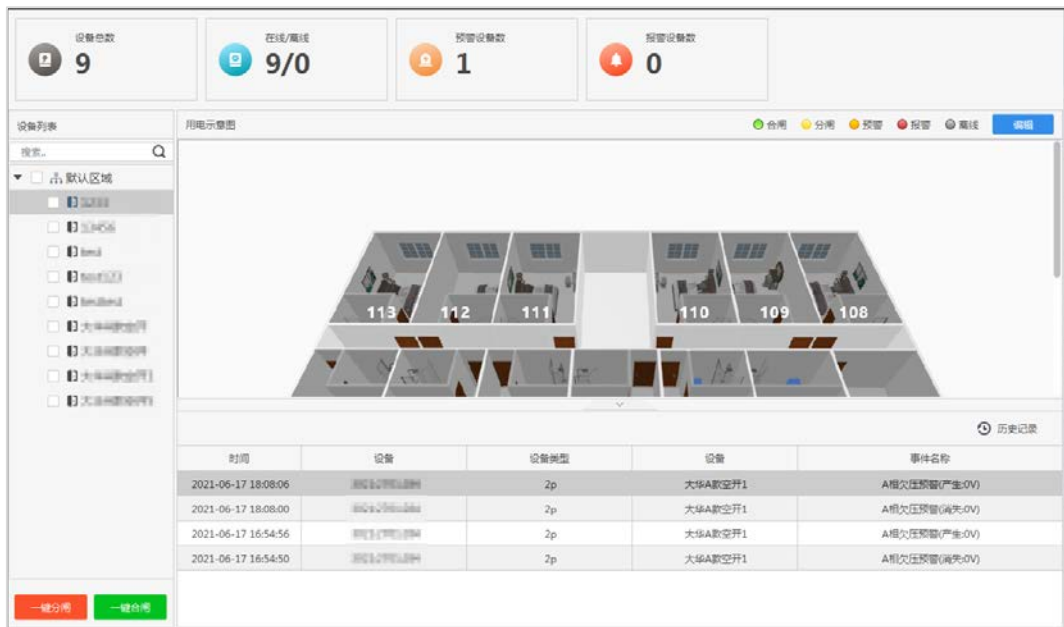 设备总数
9
在线/离线
9/0
预警设备数
1
报警设备数
0
设备列表
用电示意图
合闸 分闸 预警 报警 离线 编辑
搜索..
默认区域
113 112 111 110 109 108
历史记录
时间 设备 设备类型 设备 事件名称
2021-06-17 18:08:06 2p 大华A款空开1 A相欠压预警(产生:0V)
2021-06-17 18:08:00 2p 大华A款空开1 A相欠压预警(消失:0V)
2021-06-17 16:54:56 2p 大华A款空开1 A相欠压预警(产生:0V)
2021-06-17 16:54:50 2p 大华A款空开1 A相欠压预警(消失:0V)
一键分闸 一键合闸